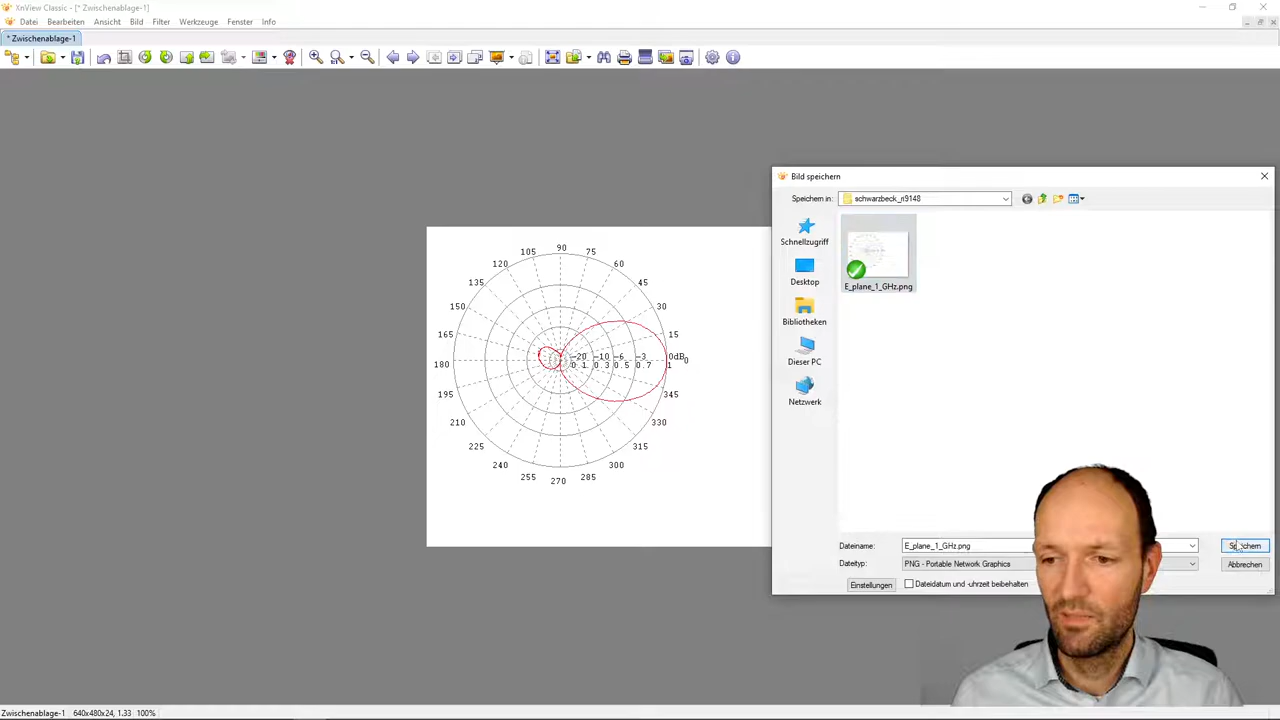 XnView Classic - [* Zwischenablage-1]
Datei Bearbeiten Ansicht Bild Filter Werkzeuge Fenster Info
* Zwischenablage-1
Bild speichern
Speichern in: schwarzbeck_ri9148
Schnellzugriff
Desktop
Bibliotheken
Dieser PC
Netzwerk
E_plane_1_GHz.png
Dateiname: E_plane_1_GHz.png
Speichern
Dateityp: PNG - Portable Network Graphics
Abbrechen
Einstellungen
Dateidatum und -uhrzeit beibehalten
90
105 75
120 60
135 45
150 30
165 15
-20 -10 -6 -3 0dB 0
180 0.1 0.3 0.5 0.7 1
195 345
210 330
225 315
240 300
255 285
270
Zwischenablage-1 640x480x24, 1.33 100%